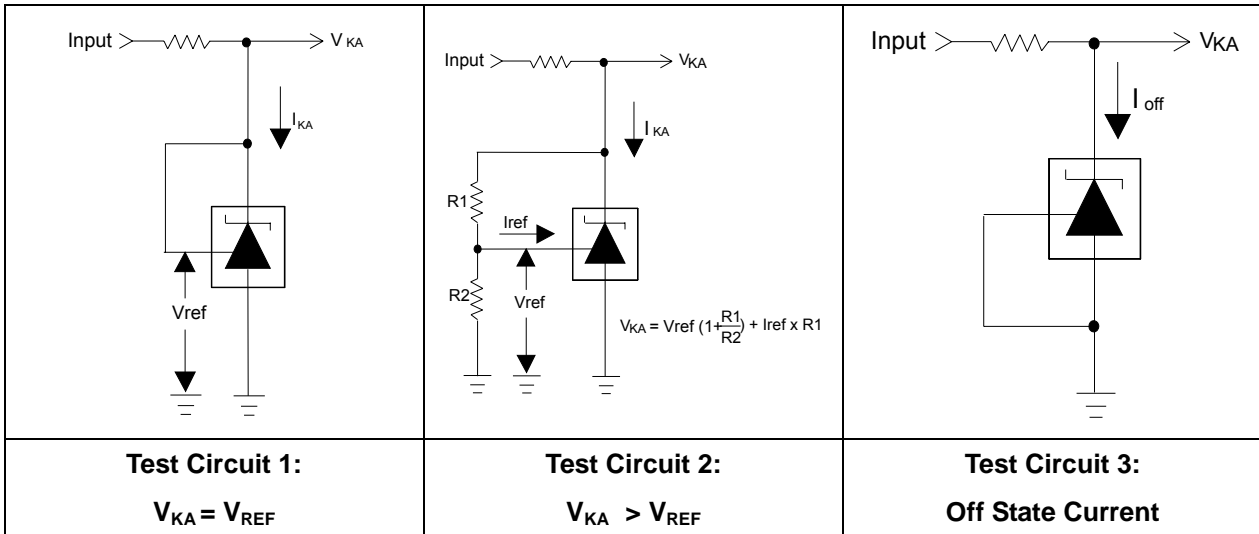 Input
V KA
I KA
Vref
Input
VKA
I KA
R1
Iref
R2
Vref
VKA = Vref (1+R1/R2) + Iref x R1
Input
VKA
I off
Test Circuit 1:
VKA = VREF
Test Circuit 2:
VKA > VREF
Test Circuit 3:
Off State Current